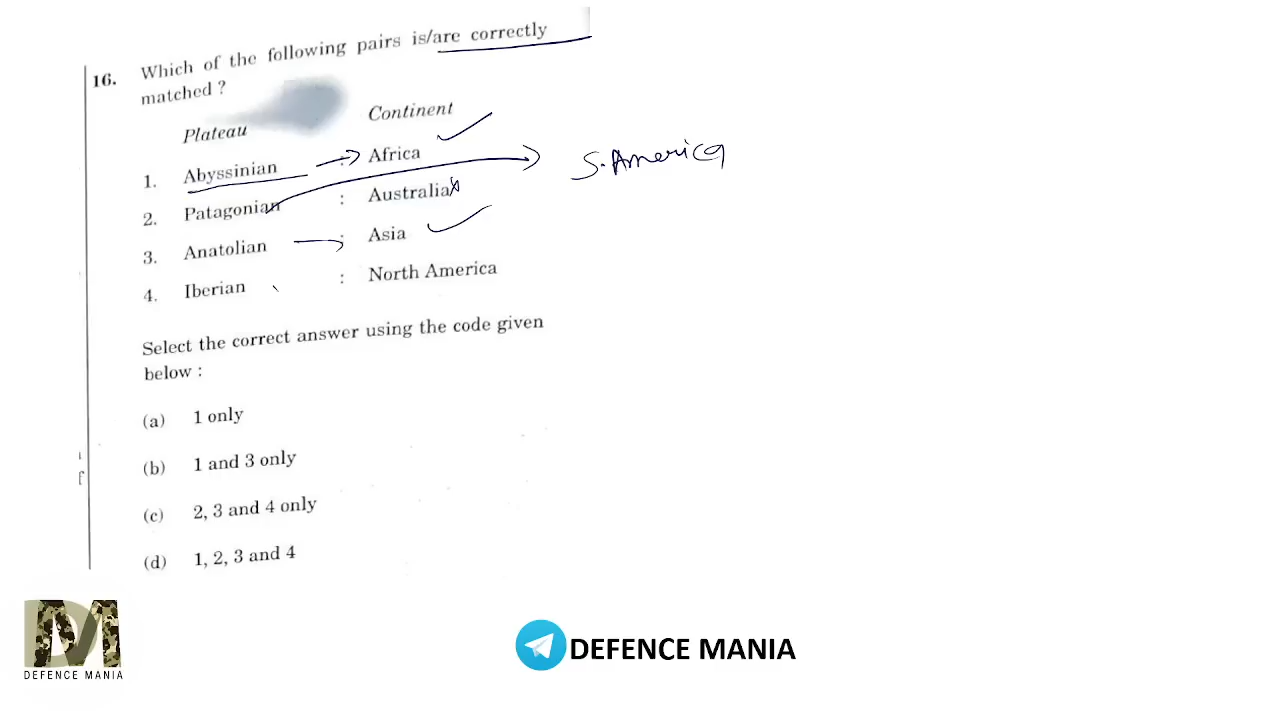 16. Which of the following pairs is/are correctly
matched ?
Plateau Continent
1. Abyssinian : Africa
2. Patagonian : Australia
S. America
3. Anatolian : Asia
4. Iberian : North America
Select the correct answer using the code given
below :
(a) 1 only
(b) 1 and 3 only
(c) 2, 3 and 4 only
(d) 1, 2, 3 and 4
f
DM
DEFENCE MANIA
DEFENCE MANIA